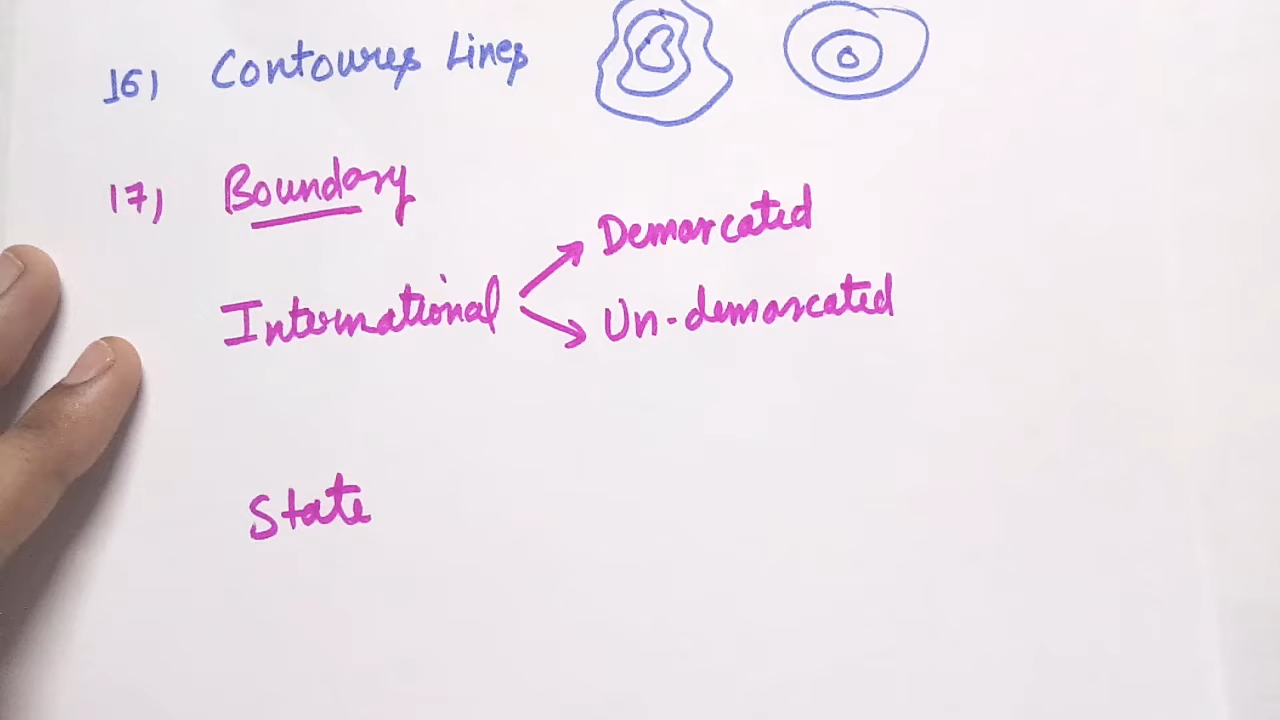 16) Contoures Lines
17) Boundary
International
Demarcated
Un-demarcated
State